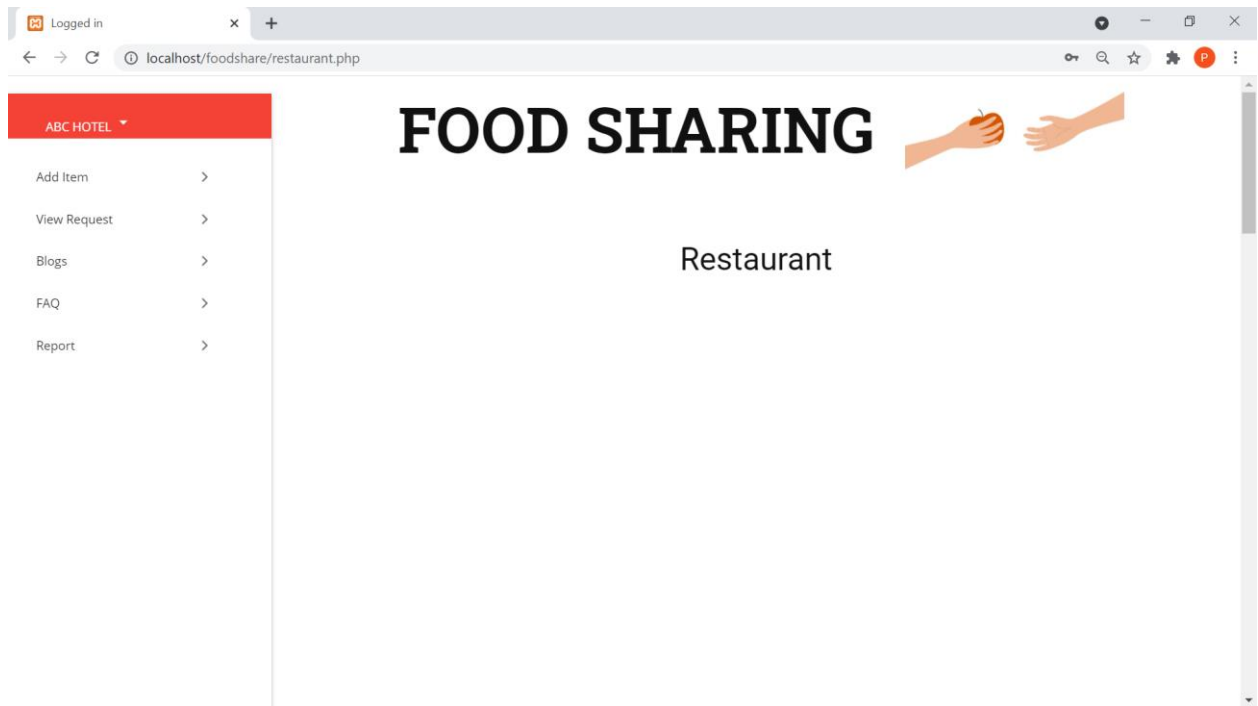 Logged in
localhost/foodshare/restaurant.php
P
ABC HOTEL
Add Item
View Request
Blogs
FAQ
Report
FOOD SHARING
Restaurant